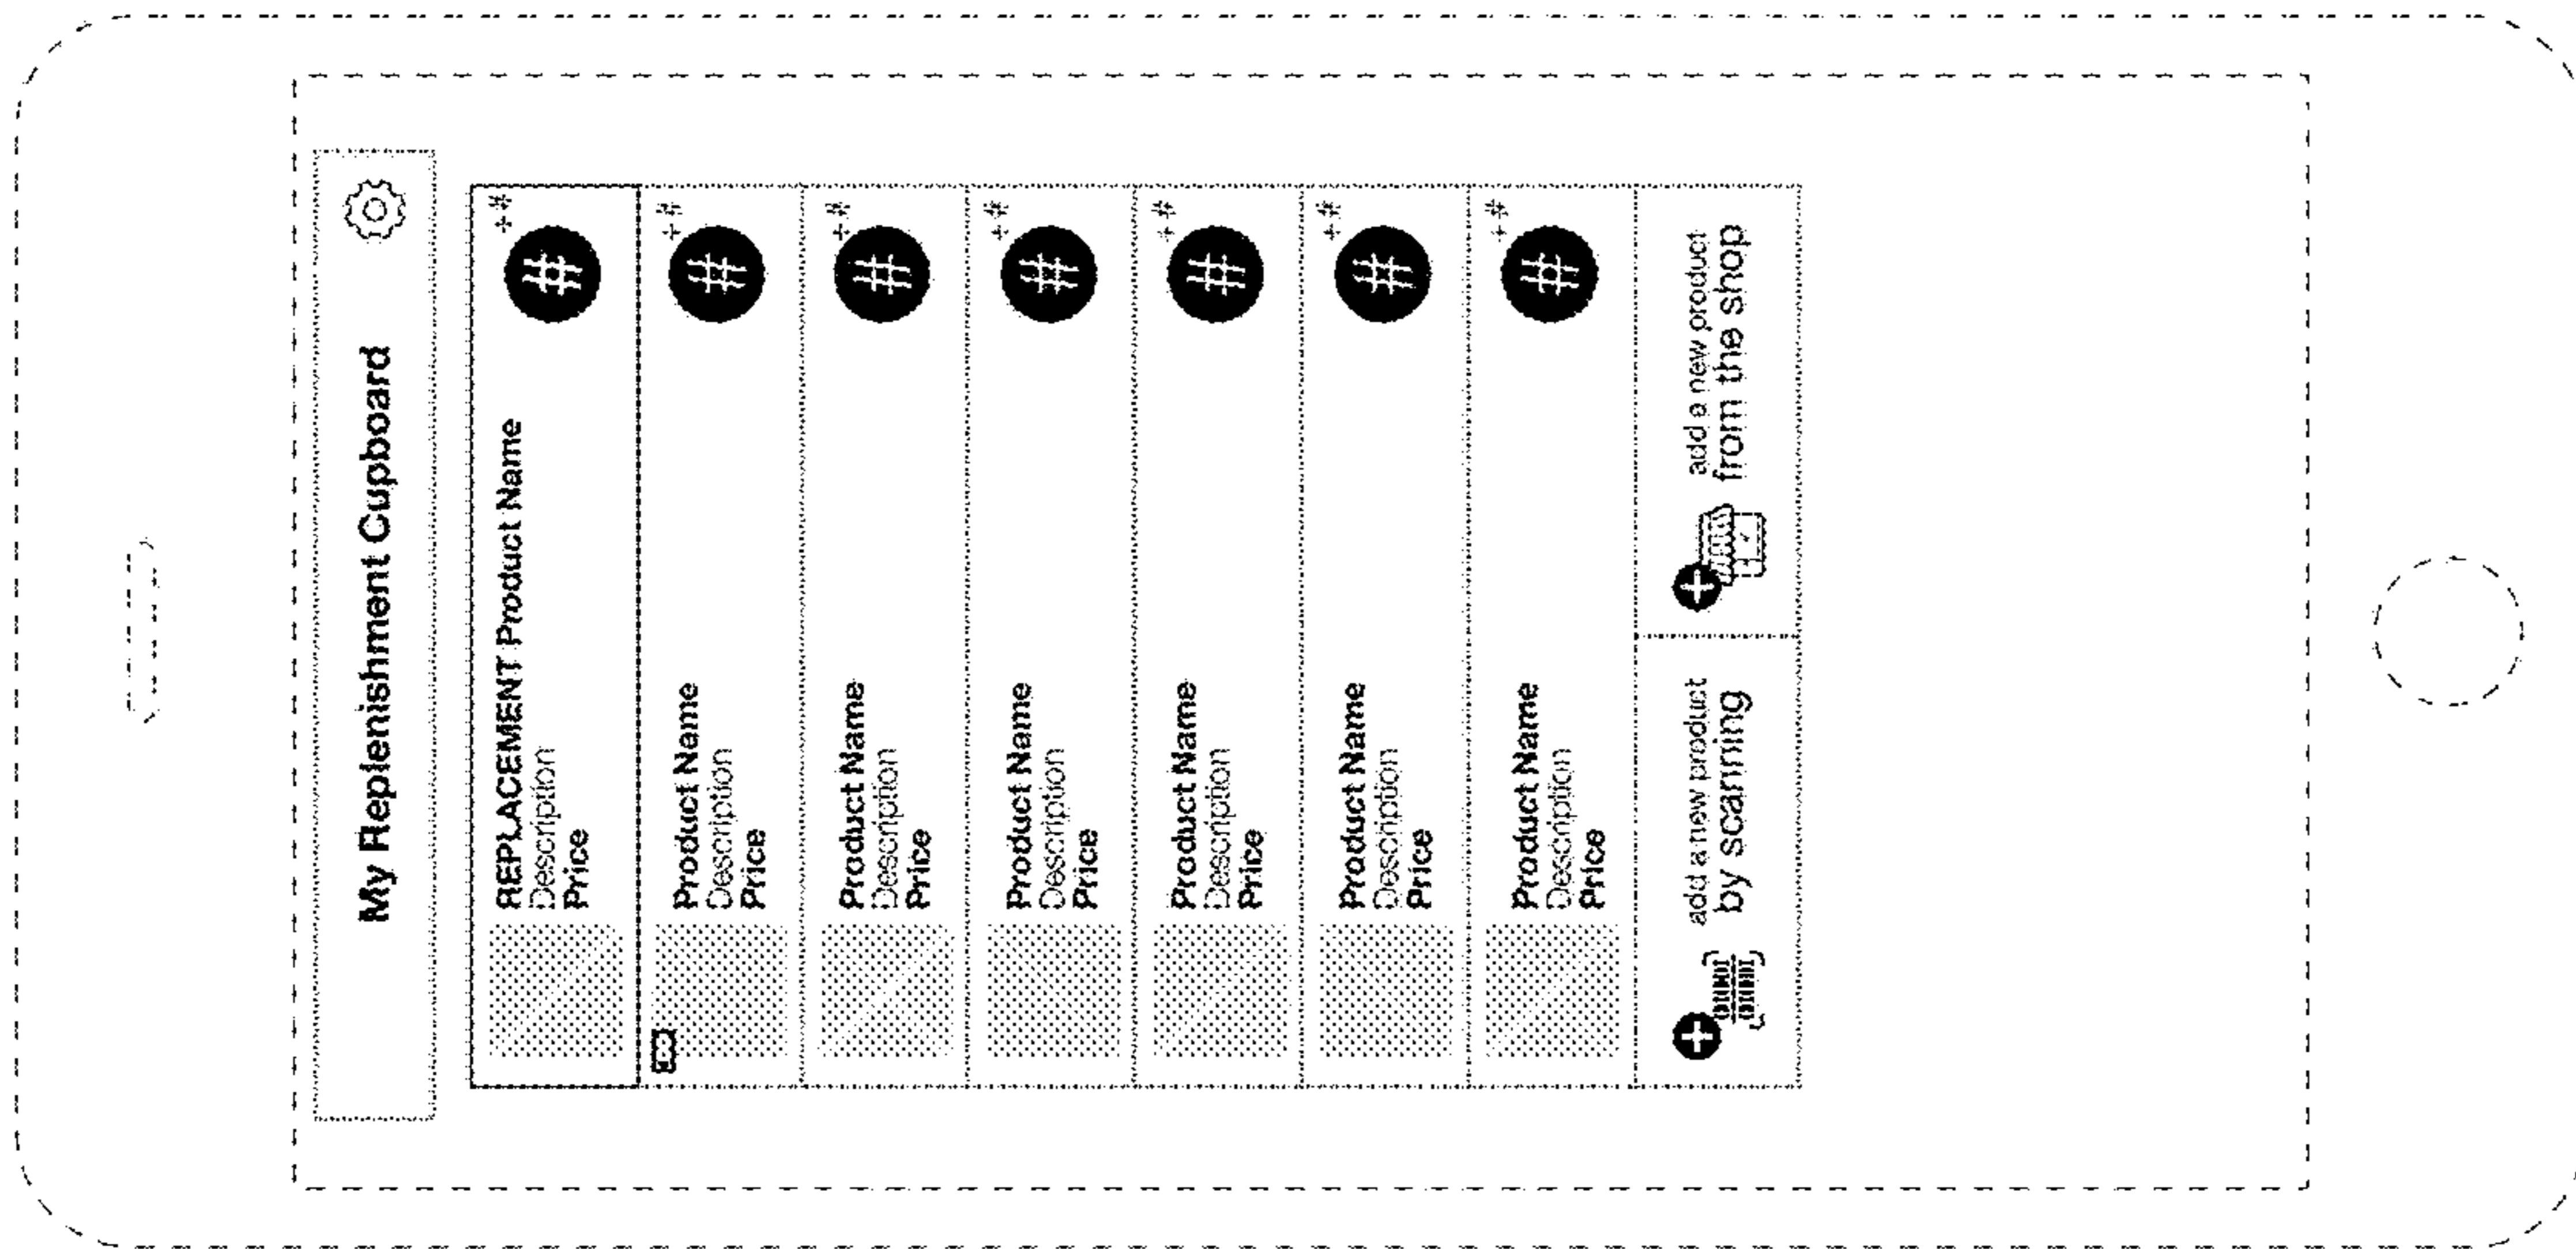 My Replenishment Cupboard
REPLACEMENT Product Name
Description
Price
+#
#
Product Name
Description
Price
+#
#
Product Name
Description
Price
+#
#
Product Name
Description
Price
+#
#
Product Name
Description
Price
+#
#
Product Name
Description
Price
+#
#
Product Name
Description
Price
+#
#
add a new product
by scanning
add a new product
from the shop